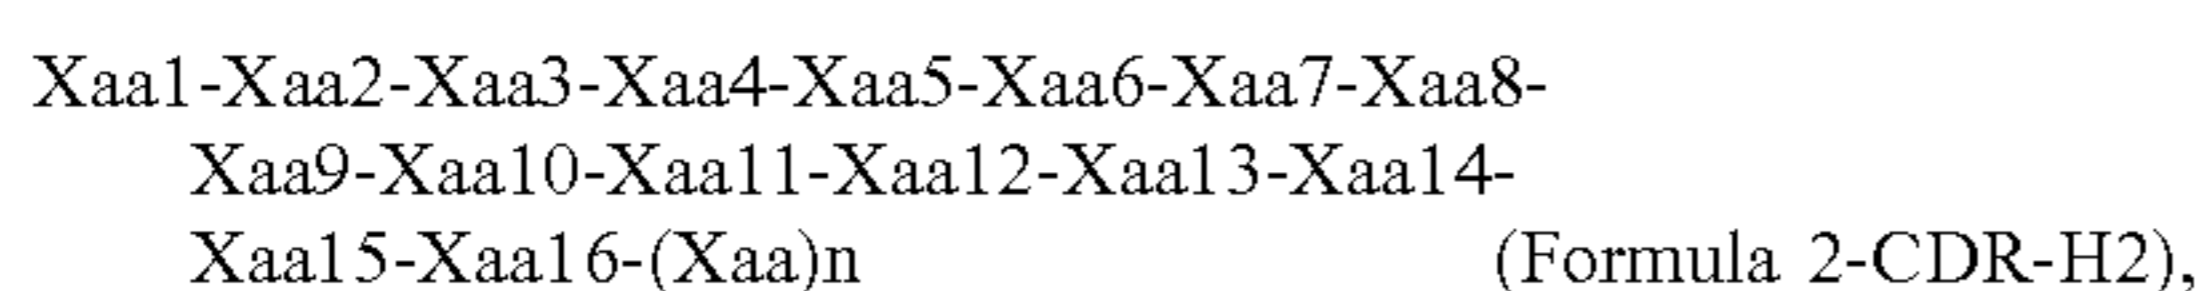 Xaa1-Xaa2-Xaa3-Xaa4-Xaa5-Xaa6-Xaa7-Xaa8-
Xaa9-Xaa10-Xaa11-Xaa12-Xaa13-Xaa14-
Xaa15-Xaa16-(Xaa)n (Formula 2-CDR-H2),